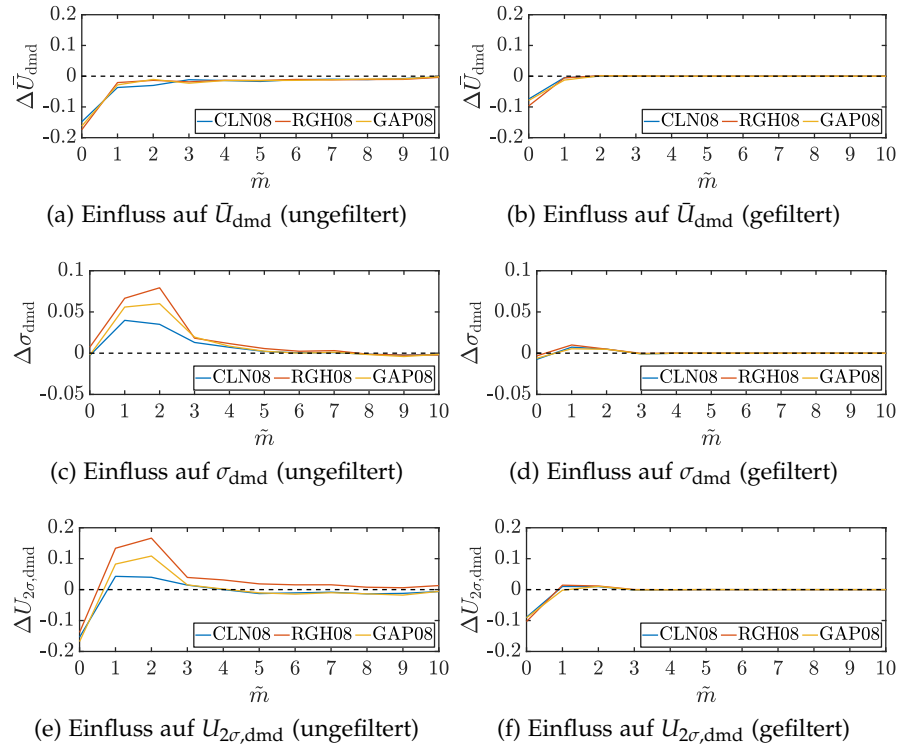 0.2
0.1
0
-0.1
-0.2
ΔŪ_dmd
CLN08 RGH08 GAP08
0 1 2 3 4 5 6 7 8 9 10
m̃
(a) Einfluss auf Ū_dmd (ungefiltert)
0.2
0.1
0
-0.1
-0.2
ΔŪ_dmd
CLN08 RGH08 GAP08
0 1 2 3 4 5 6 7 8 9 10
m̃
(b) Einfluss auf Ū_dmd (gefiltert)
0.1
0.05
0
-0.05
Δσ_dmd
CLN08 RGH08 GAP08
0 1 2 3 4 5 6 7 8 9 10
m̃
(c) Einfluss auf σ_dmd (ungefiltert)
0.1
0.05
0
-0.05
Δσ_dmd
CLN08 RGH08 GAP08
0 1 2 3 4 5 6 7 8 9 10
m̃
(d) Einfluss auf σ_dmd (gefiltert)
0.2
0.1
0
-0.1
-0.2
ΔU_2σ,dmd
CLN08 RGH08 GAP08
0 1 2 3 4 5 6 7 8 9 10
m̃
(e) Einfluss auf U_2σ,dmd (ungefiltert)
0.2
0.1
0
-0.1
-0.2
ΔU_2σ,dmd
CLN08 RGH08 GAP08
0 1 2 3 4 5 6 7 8 9 10
m̃
(f) Einfluss auf U_2σ,dmd (gefiltert)